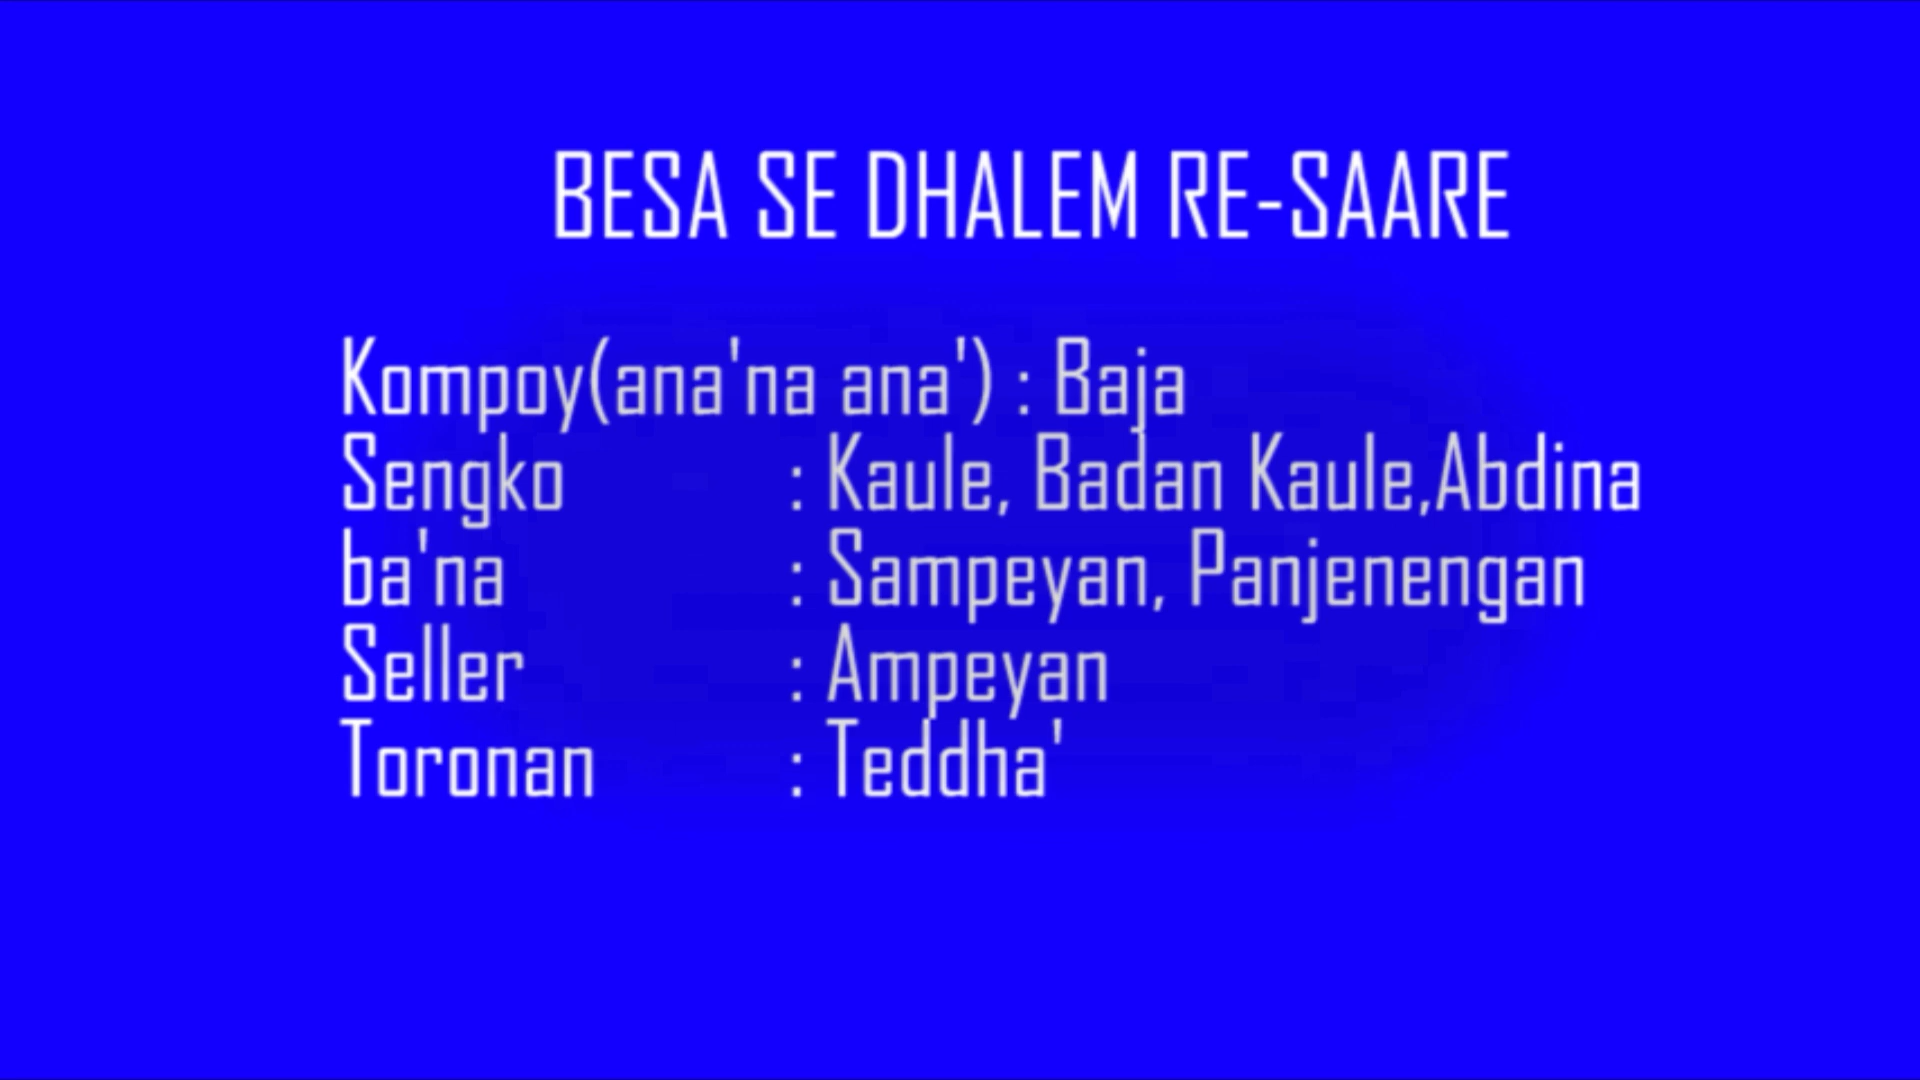 BESA SE DHALEM RE-SAARE
Kompoy(ana'na ana') : Baja
Sengko : Kaule, Badan Kaule,Abdina
ba'na : Sampeyan, Panjenengan
Seller : Ampeyan
Toronan : Teddha'